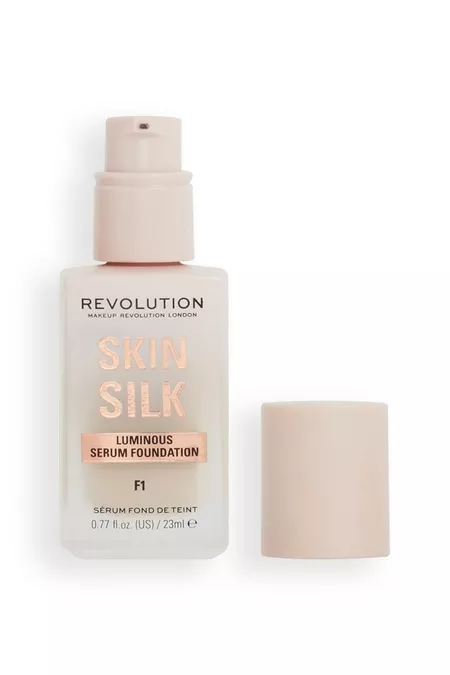 REVOLUTION
MAKEUP REVOLUTION LONDON
SKIN
SILK
LUMINOUS
SERUM FOUNDATION
F1
SÉRUM FOND DE TEINT
0.77 fl.oz. (US) / 23ml ℮